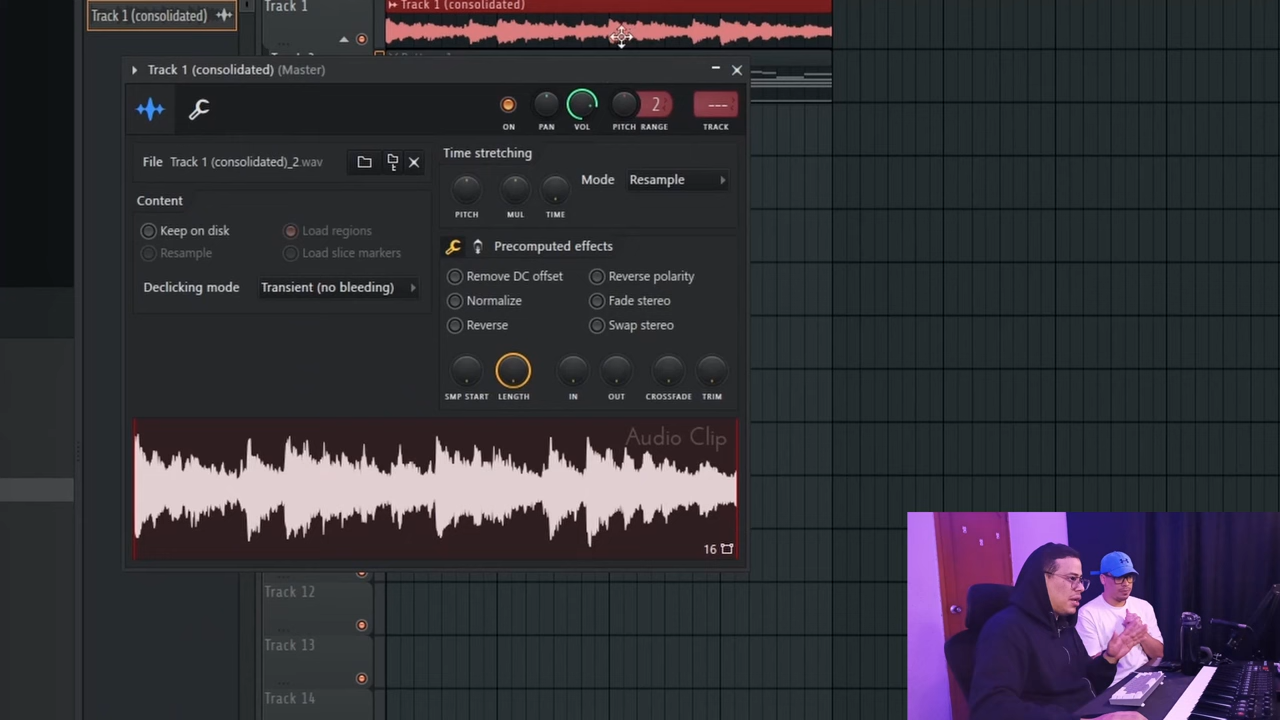 Track 1 (consolidated)
Track 1
Track 1 (consolidated)
Track 1 (consolidated) (Master)
ON
PAN
VOL
PITCH
2
RANGE
---
TRACK
File Track 1 (consolidated)_2.wav
Time stretching
PITCH
MUL
TIME
Mode Resample
Content
Keep on disk
Load regions
Resample
Load slice markers
Declicking mode Transient (no bleeding)
Precomputed effects
Remove DC offset
Reverse polarity
Normalize
Fade stereo
Reverse
Swap stereo
SMP START
LENGTH
IN
OUT
CROSSFADE
TRIM
Audio Clip
16
Track 12
Track 13
Track 14